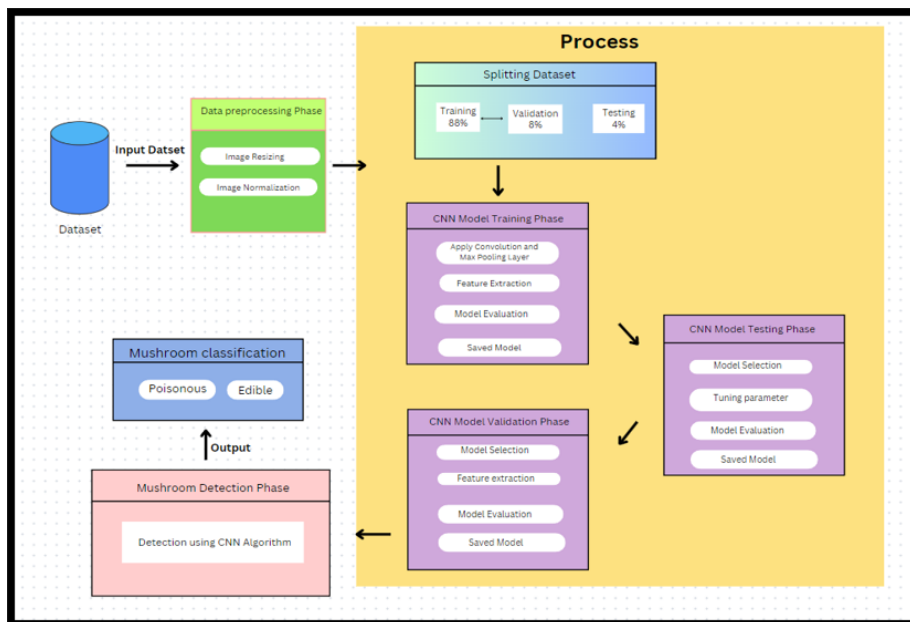 Process
Splitting Dataset
Training
88%
Validation
8%
Testing
4%
Data preprocessing Phase
Image Resizing
Image Normalization
Input Datset
Dataset
CNN Model Training Phase
Apply Convolution and
Max Pooling Layer
Feature Extraction
Model Evaluation
Saved Model
CNN Model Testing Phase
Model Selection
Tuning parameter
Model Evaluation
Saved Model
CNN Model Validation Phase
Model Selection
Feature extraction
Model Evaluation
Saved Model
Mushroom Detection Phase
Detection using CNN Algorithm
Output
Mushroom classification
Poisonous
Edible